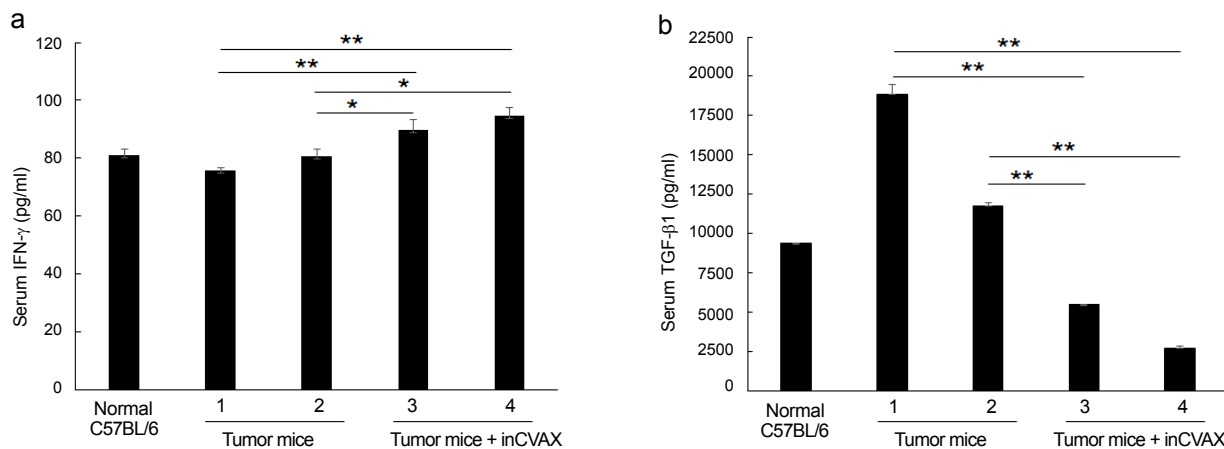 a
120
100
80
60
40
20
0
Serum IFN-γ (pg/ml)
**
**
*
*
Normal
C57BL/6
1
2
3
4
Tumor mice
Tumor mice + inCVAX
b
22500
20000
17500
15000
12500
10000
7500
5000
2500
0
Serum TGF-β1 (pg/ml)
**
**
**
**
Normal
C57BL/6
1
2
3
4
Tumor mice
Tumor mice + inCVAX